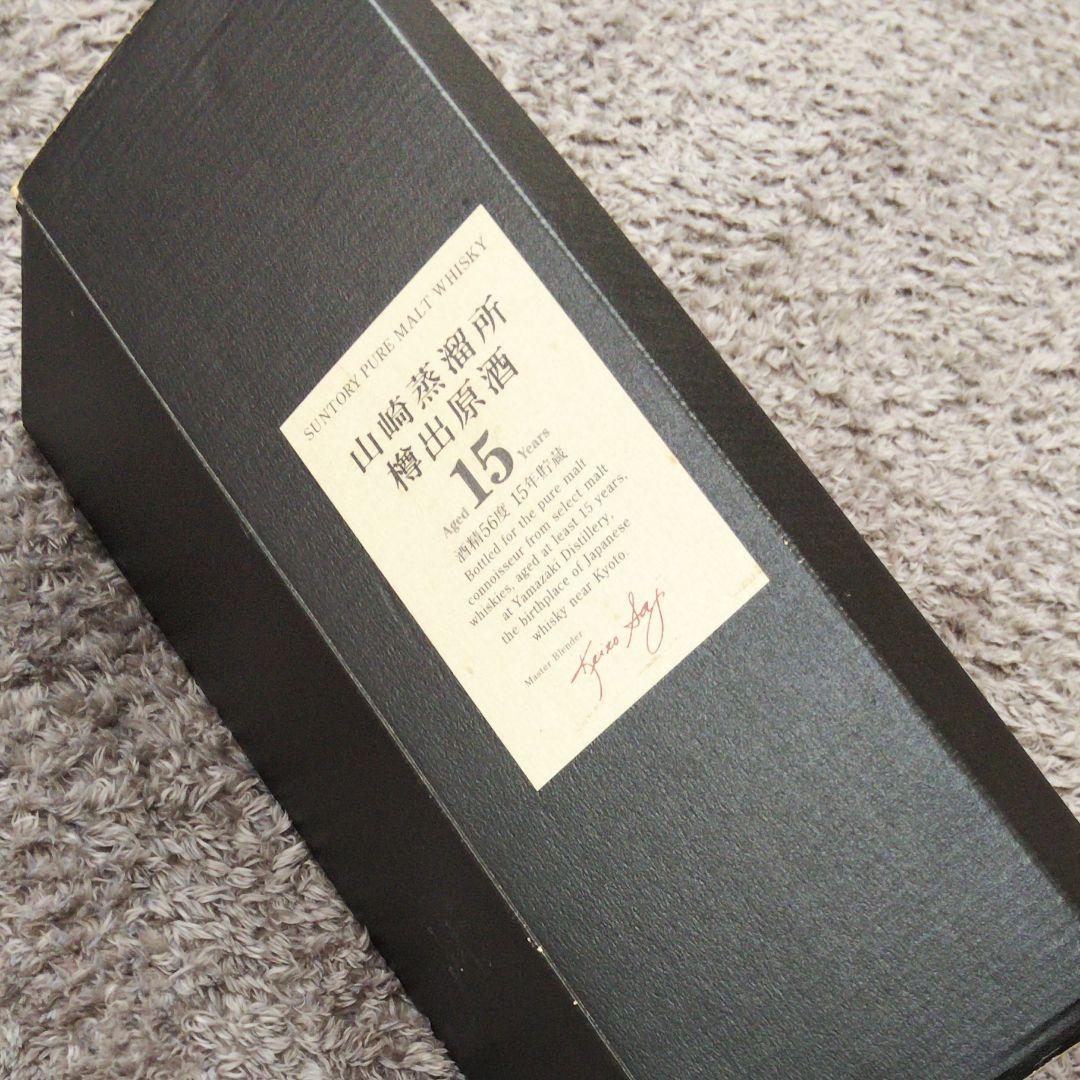 SUNTORY PURE MALT WHISKY
山崎蒸溜所
樽出原酒
Aged 15 Years
酒精56度 15年貯蔵
Bottled for the pure malt
connoisseur from select malt
whiskies, aged at least 15 years,
at Yamazaki Distillery,
the birthplace of Japanese
whisky near Kyoto.
Master Blender